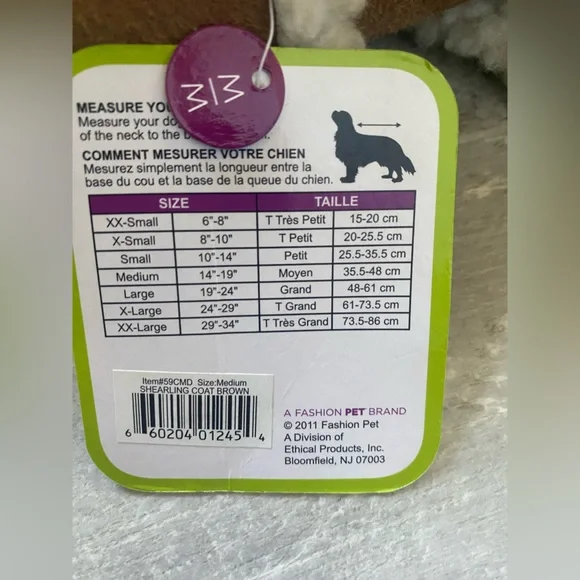 M|M
MEASURE YOU
Measure your do
of the neck to the b
COMMENT MESURER VOTRE CHIEN
Mesurez simplement la longueur entre la
base du cou et la base de la queue du chien.
SIZE TAILLE
XX-Small 6"-8" T Très Petit 15-20 cm
X-Small 8"-10" T Petit 20-25.5 cm
Small 10"-14" Petit 25.5-35.5 cm
Medium 14"-19" Moyen 35.5-48 cm
Large 19"-24" Grand 48-61 cm
X-Large 24"-29" T Grand 61-73.5 cm
XX-Large 29"-34" T Très Grand 73.5-86 cm
Item#59CMD Size:Medium
SHEARLING COAT BROWN
6 60204 01245 4
A FASHION PET BRAND
© 2011 Fashion Pet
A Division of
Ethical Products, Inc.
Bloomfield, NJ 07003